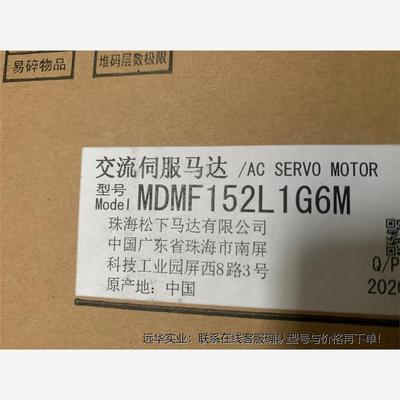 易碎物品
堆码层数极限
交流伺服马达 /AC SERVO MOTOR
型号
Model MDMF152L1G6M
珠海松下马达有限公司
中国广东省珠海市南屏
科技工业园屏西8路3号
Q/P
原产地: 中国
2020
远华实业：联系在线客服确认型号与价格再下单!